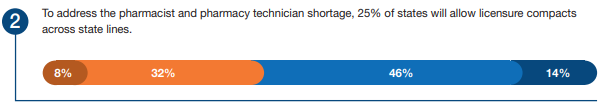 2
To address the pharmacist and pharmacy technician shortage, 25% of states will allow licensure compacts
across state lines.
8% 32% 46% 14%